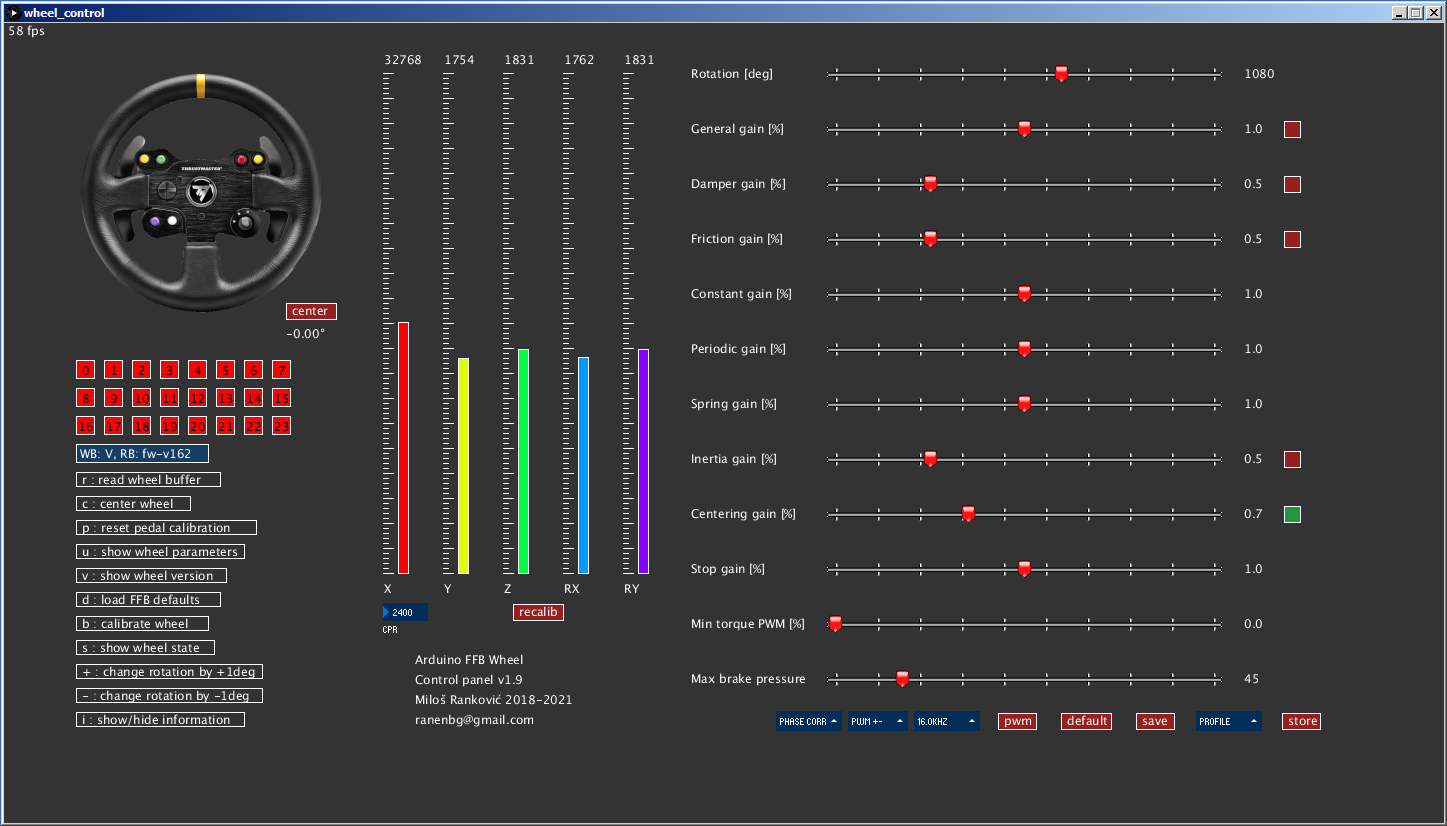 wheel_control
58 fps
32768 1754 1831 1762 1831
THRUSTMASTER
center
-0.00°
0 1 2 3 4 5 6 7
8 9 10 11 12 13 14 15
16 17 18 19 20 21 22 23
WB: V, RB: fw-v162
r : read wheel buffer
c : center wheel
p : reset pedal calibration
u : show wheel parameters
v : show wheel version
d : load FFB defaults
b : calibrate wheel
s : show wheel state
+ : change rotation by +1deg
- : change rotation by -1deg
i : show/hide information
X Y Z RX RY
2400
CPR
recalib
Arduino FFB Wheel
Control panel v1.9
Miloš Ranković 2018-2021
ranenbg@gmail.com
Rotation [deg] 1080
General gain [%] 1.0
Damper gain [%] 0.5
Friction gain [%] 0.5
Constant gain [%] 1.0
Periodic gain [%] 1.0
Spring gain [%] 1.0
Inertia gain [%] 0.5
Centering gain [%] 0.7
Stop gain [%] 1.0
Min torque PWM [%] 0.0
Max brake pressure 45
PHASE CORR PWM +- 16.0KHZ pwm default save PROFILE store